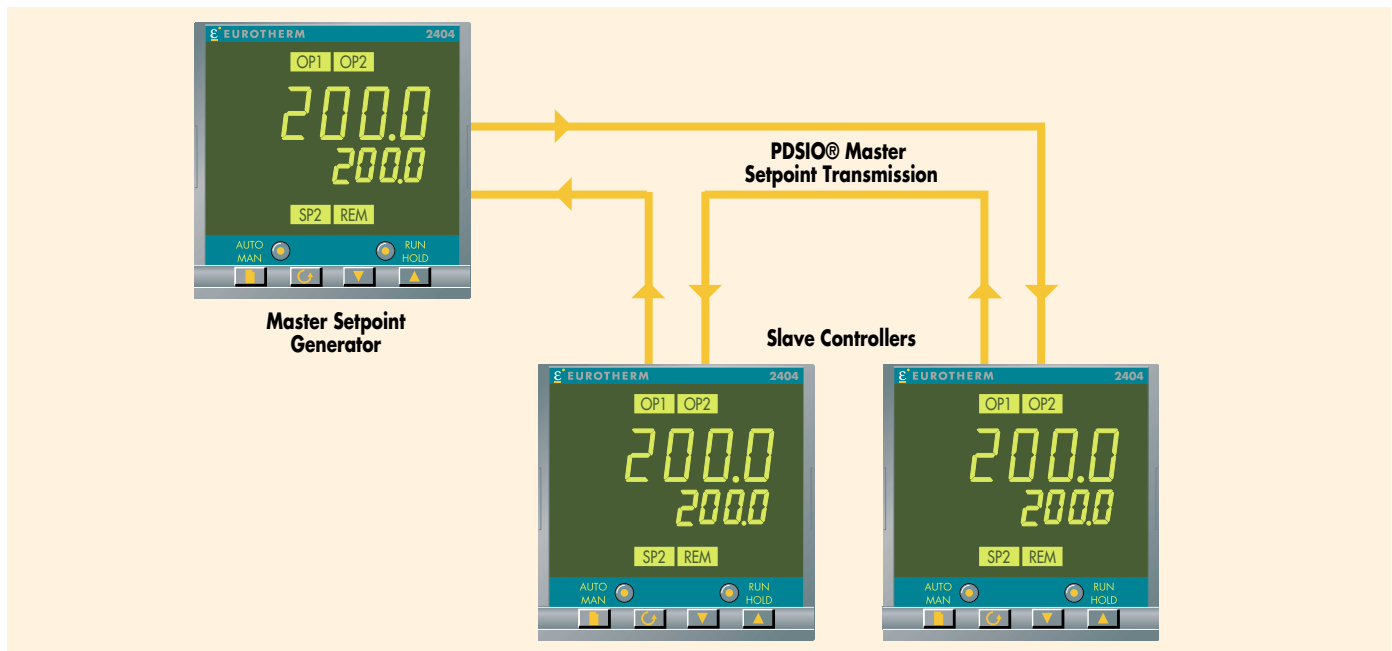 EUROTHERM 2404
OP1 OP2
200.0
200.0
SP2 REM
AUTO
MAN
RUN
HOLD
Master Setpoint
Generator
PDSIO® Master
Setpoint Transmission
Slave Controllers
EUROTHERM 2404
OP1 OP2
200.0
200.0
SP2 REM
AUTO
MAN
RUN
HOLD
EUROTHERM 2404
OP1 OP2
200.0
200.0
SP2 REM
AUTO
MAN
RUN
HOLD